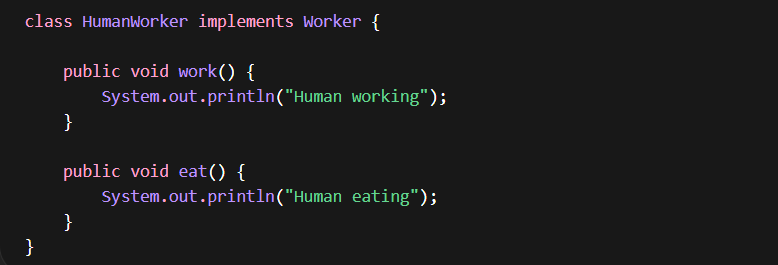 class HumanWorker implements Worker {
public void work() {
System.out.println("Human working");
}
public void eat() {
System.out.println("Human eating");
}
}